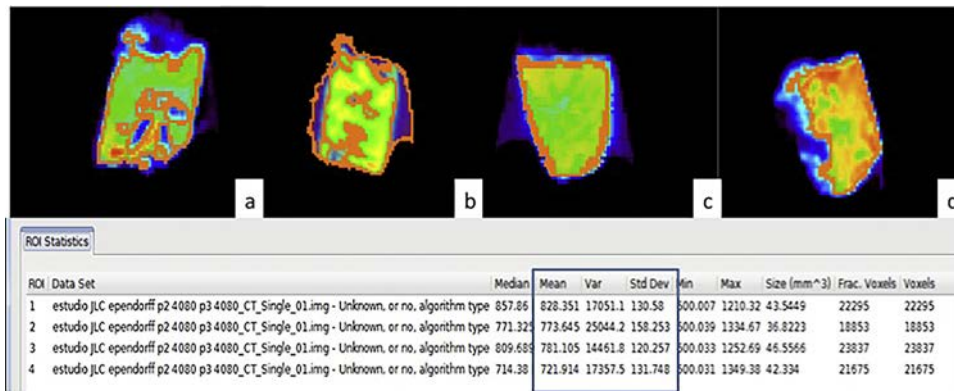 a b c d
ROI Statistics
ROI Data Set Median Mean Var Std Dev Min Max Size (mm^3) Frac. Voxels Voxels
1 estudio JLC ependorff p2 4080 p3 4080_CT_Single_01.img - Unknown, or no, algorithm type 857.86 828.351 17051.1 130.58 600.007 1210.32 43.5449 22295 22295
2 estudio JLC ependorff p2 4080 p3 4080_CT_Single_01.img - Unknown, or no, algorithm type 771.325 773.645 25044.2 158.253 600.039 1334.67 36.8223 18853 18853
3 estudio JLC ependorff p2 4080 p3 4080_CT_Single_01.img - Unknown, or no, algorithm type 809.689 781.105 14461.8 120.257 600.033 1252.69 46.5566 23837 23837
4 estudio JLC ependorff p2 4080 p3 4080_CT_Single_01.img - Unknown, or no, algorithm type 714.38 721.914 17357.5 131.748 600.031 1349.38 42.334 21675 21675